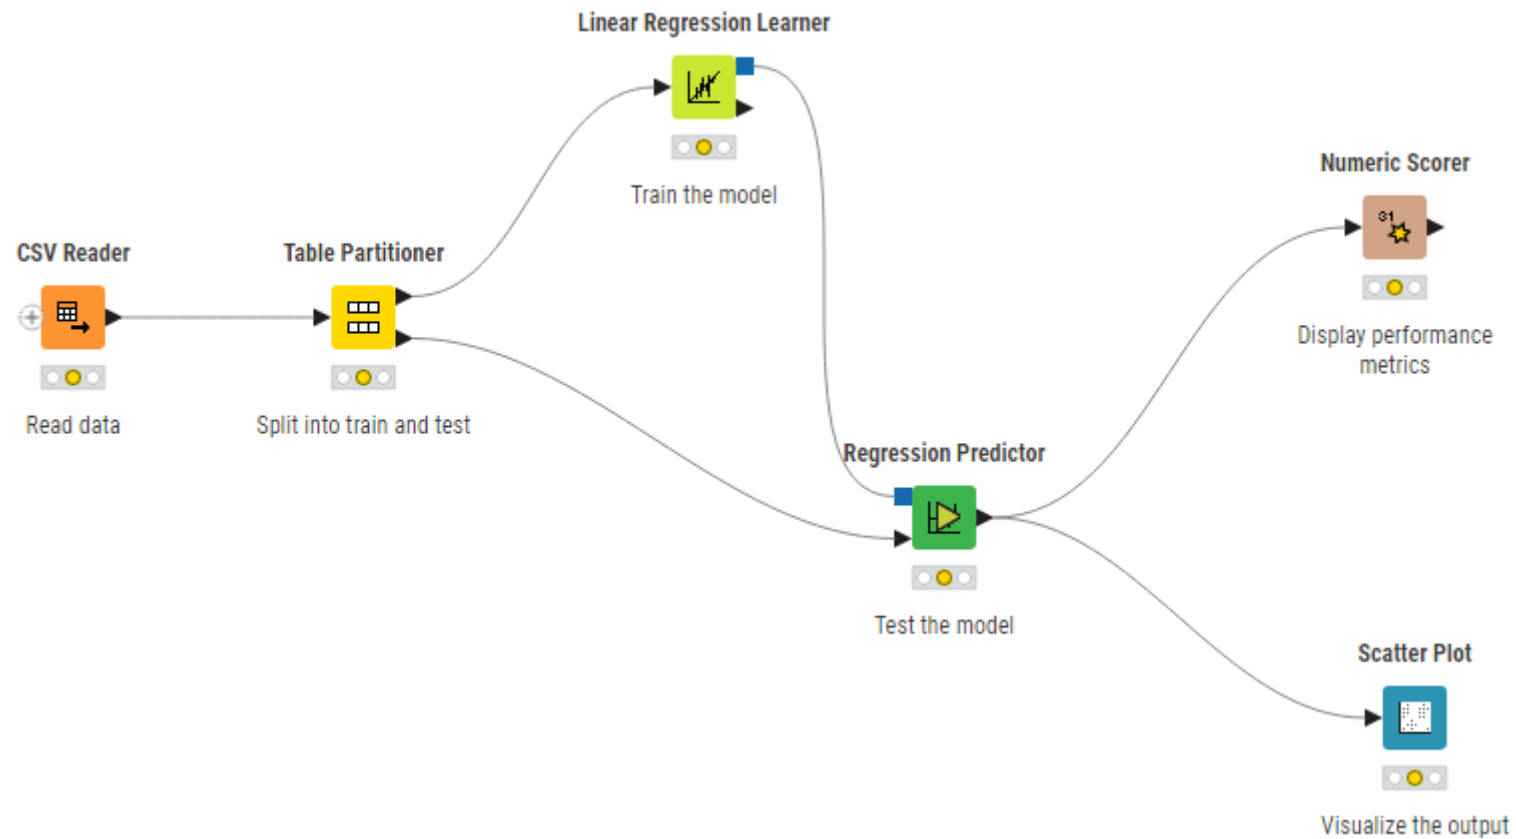 Linear Regression Learner
Train the model
Numeric Scorer
31
Display performance
metrics
CSV Reader
Read data
Table Partitioner
Split into train and test
Regression Predictor
Test the model
Scatter Plot
Visualize the output